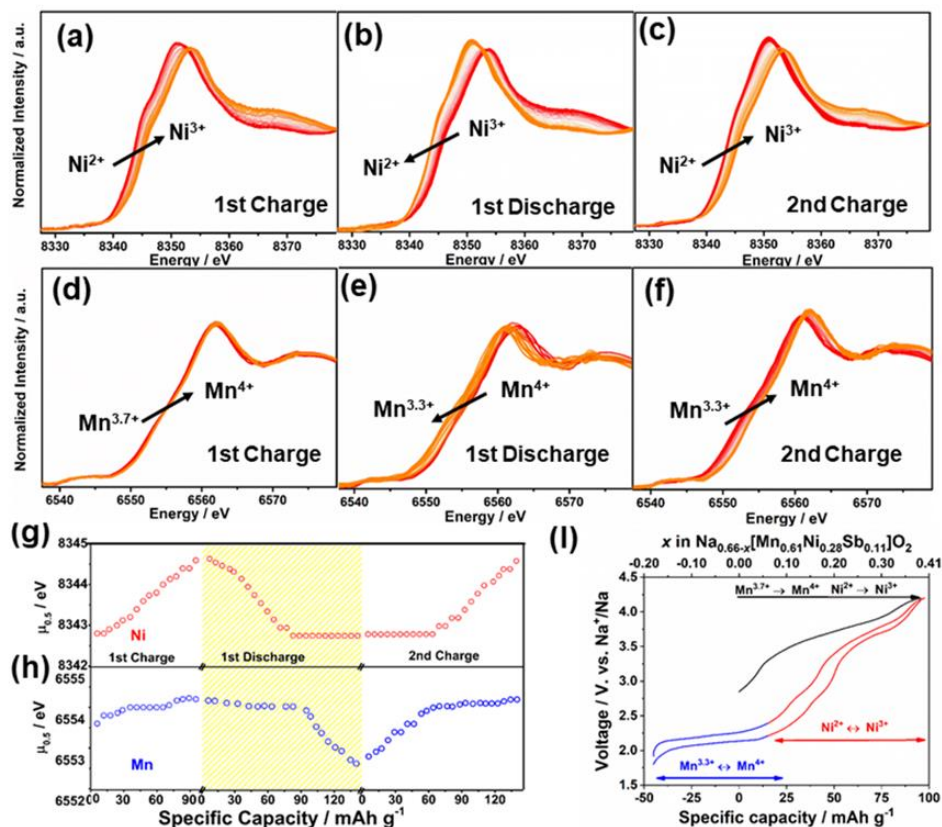 (a)
(b)
(c)
Normalized Intensity / a.u.
Ni2+
Ni3+
1st Charge
Ni2+
Ni3+
1st Discharge
Ni2+
Ni3+
2nd Charge
8330 8340 8350 8360 8370
8330 8340 8350 8360 8370
8330 8340 8350 8360 8370
Energy / eV
Energy / eV
Energy / eV
(d)
(e)
(f)
Normalized Intensity / a.u.
Mn3.7+
Mn4+
1st Charge
Mn3.3+
Mn4+
1st Discharge
Mn3.3+
Mn4+
2nd Charge
6540 6550 6560 6570
6540 6550 6560 6570
6540 6550 6560 6570
Energy / eV
Energy / eV
Energy / eV
(g)
8345
8344
8343
8342
μ0.5 / eV
Ni
1st Charge
1st Discharge
2nd Charge
(h)
6555
6554
6553
6552
μ0.5 / eV
Mn
0 30 60 90 0 30 60 90 120 0 30 60 90 120
Specific Capacity / mAh g-1
(I)
x in Na0.66-x[Mn0.61Ni0.28Sb0.11]O2
-0.20 -0.10 0.00 0.10 0.19 0.29 0.39 0.41
4.5
4.0
3.5
3.0
2.5
2.0
1.5
Voltage / V. vs. Na+/Na
Mn3.7+ → Mn4+ Ni2+ → Ni3+
Ni2+ ↔ Ni3+
Mn3.3+ ↔ Mn4+
-50 -25 0 25 50 75 100
Specific capacity / mAh g-1